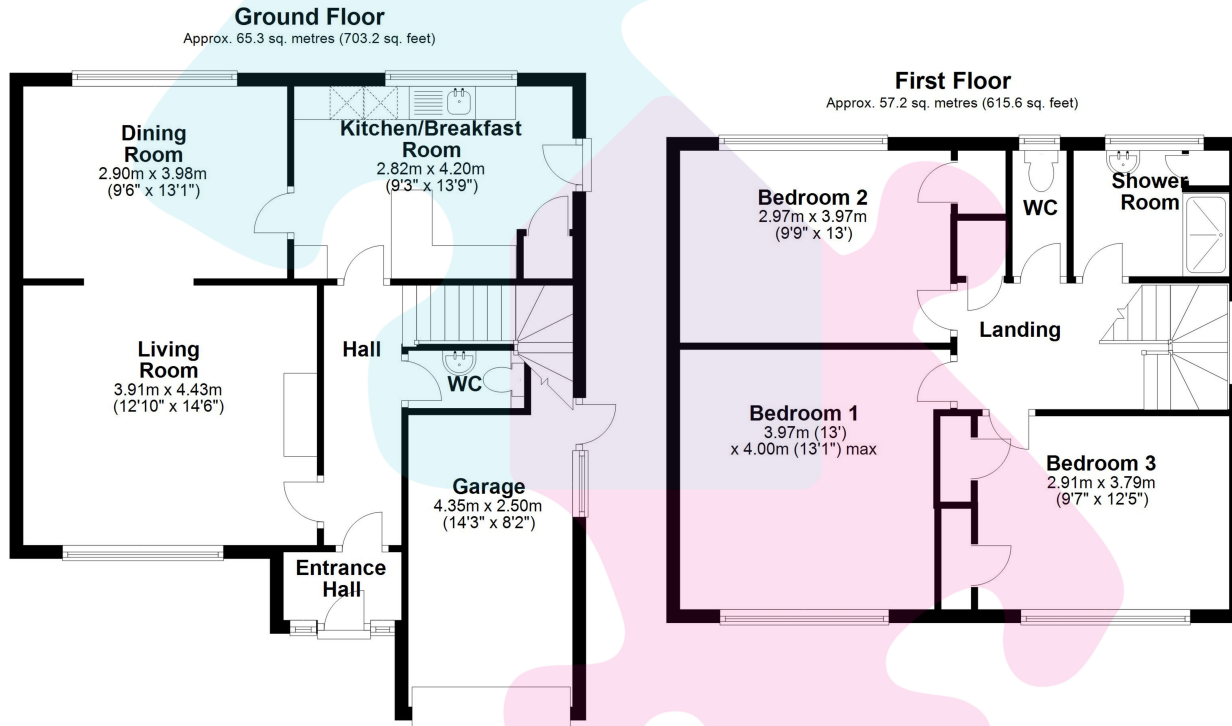 Ground Floor
Approx. 65.3 sq. metres (703.2 sq. feet)
Dining
Room
2.90m x 3.98m
(9'6" x 13'1")
Kitchen/Breakfast
Room
2.82m x 4.20m
(9'3" x 13'9")
Living
Room
3.91m x 4.43m
(12'10" x 14'6")
Hall
WC
Garage
4.35m x 2.50m
(14'3" x 8'2")
Entrance
Hall
First Floor
Approx. 57.2 sq. metres (615.6 sq. feet)
Bedroom 2
2.97m x 3.97m
(9'9" x 13')
WC
Shower
Room
Landing
Bedroom 1
3.97m (13')
x 4.00m (13'1") max
Bedroom 3
2.91m x 3.79m
(9'7" x 12'5")